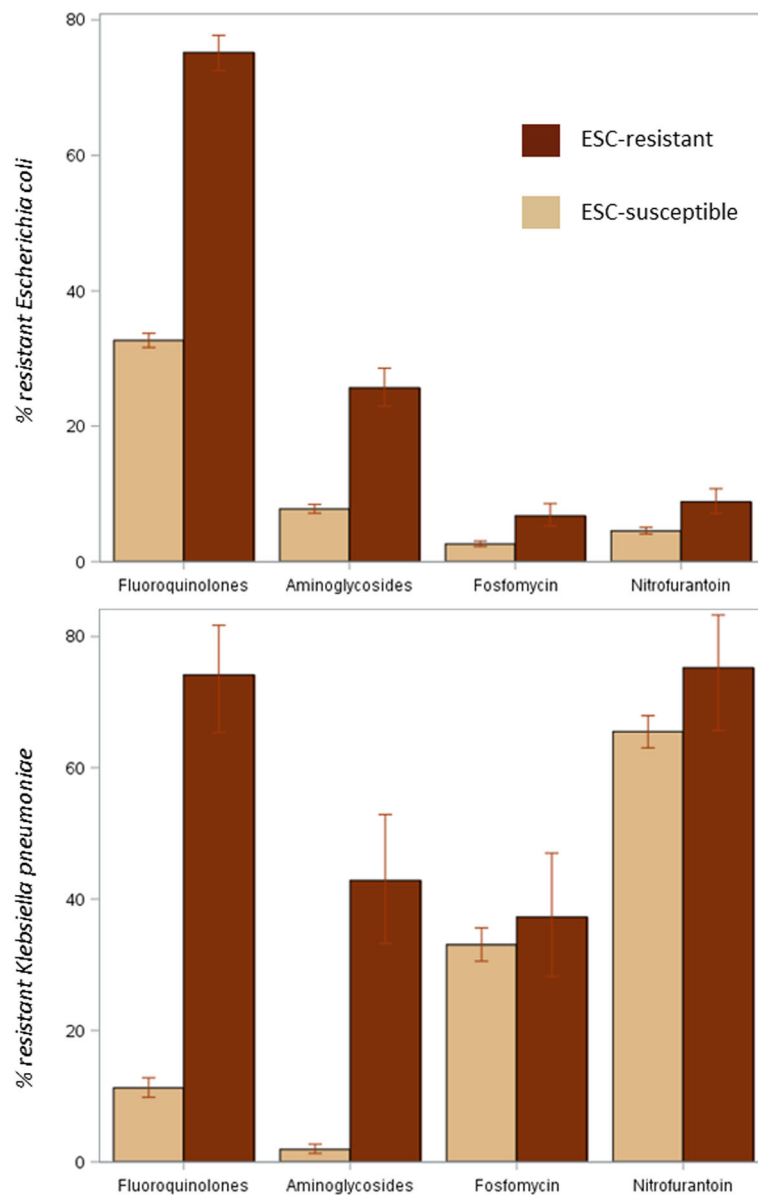 % resistant Escherichia coli
80
60
40
20
0
ESC-resistant
ESC-susceptible
Fluoroquinolones Aminoglycosides Fosfomycin Nitrofurantoin
% resistant Klebsiella pneumoniae
80
60
40
20
0
Fluoroquinolones Aminoglycosides Fosfomycin Nitrofurantoin